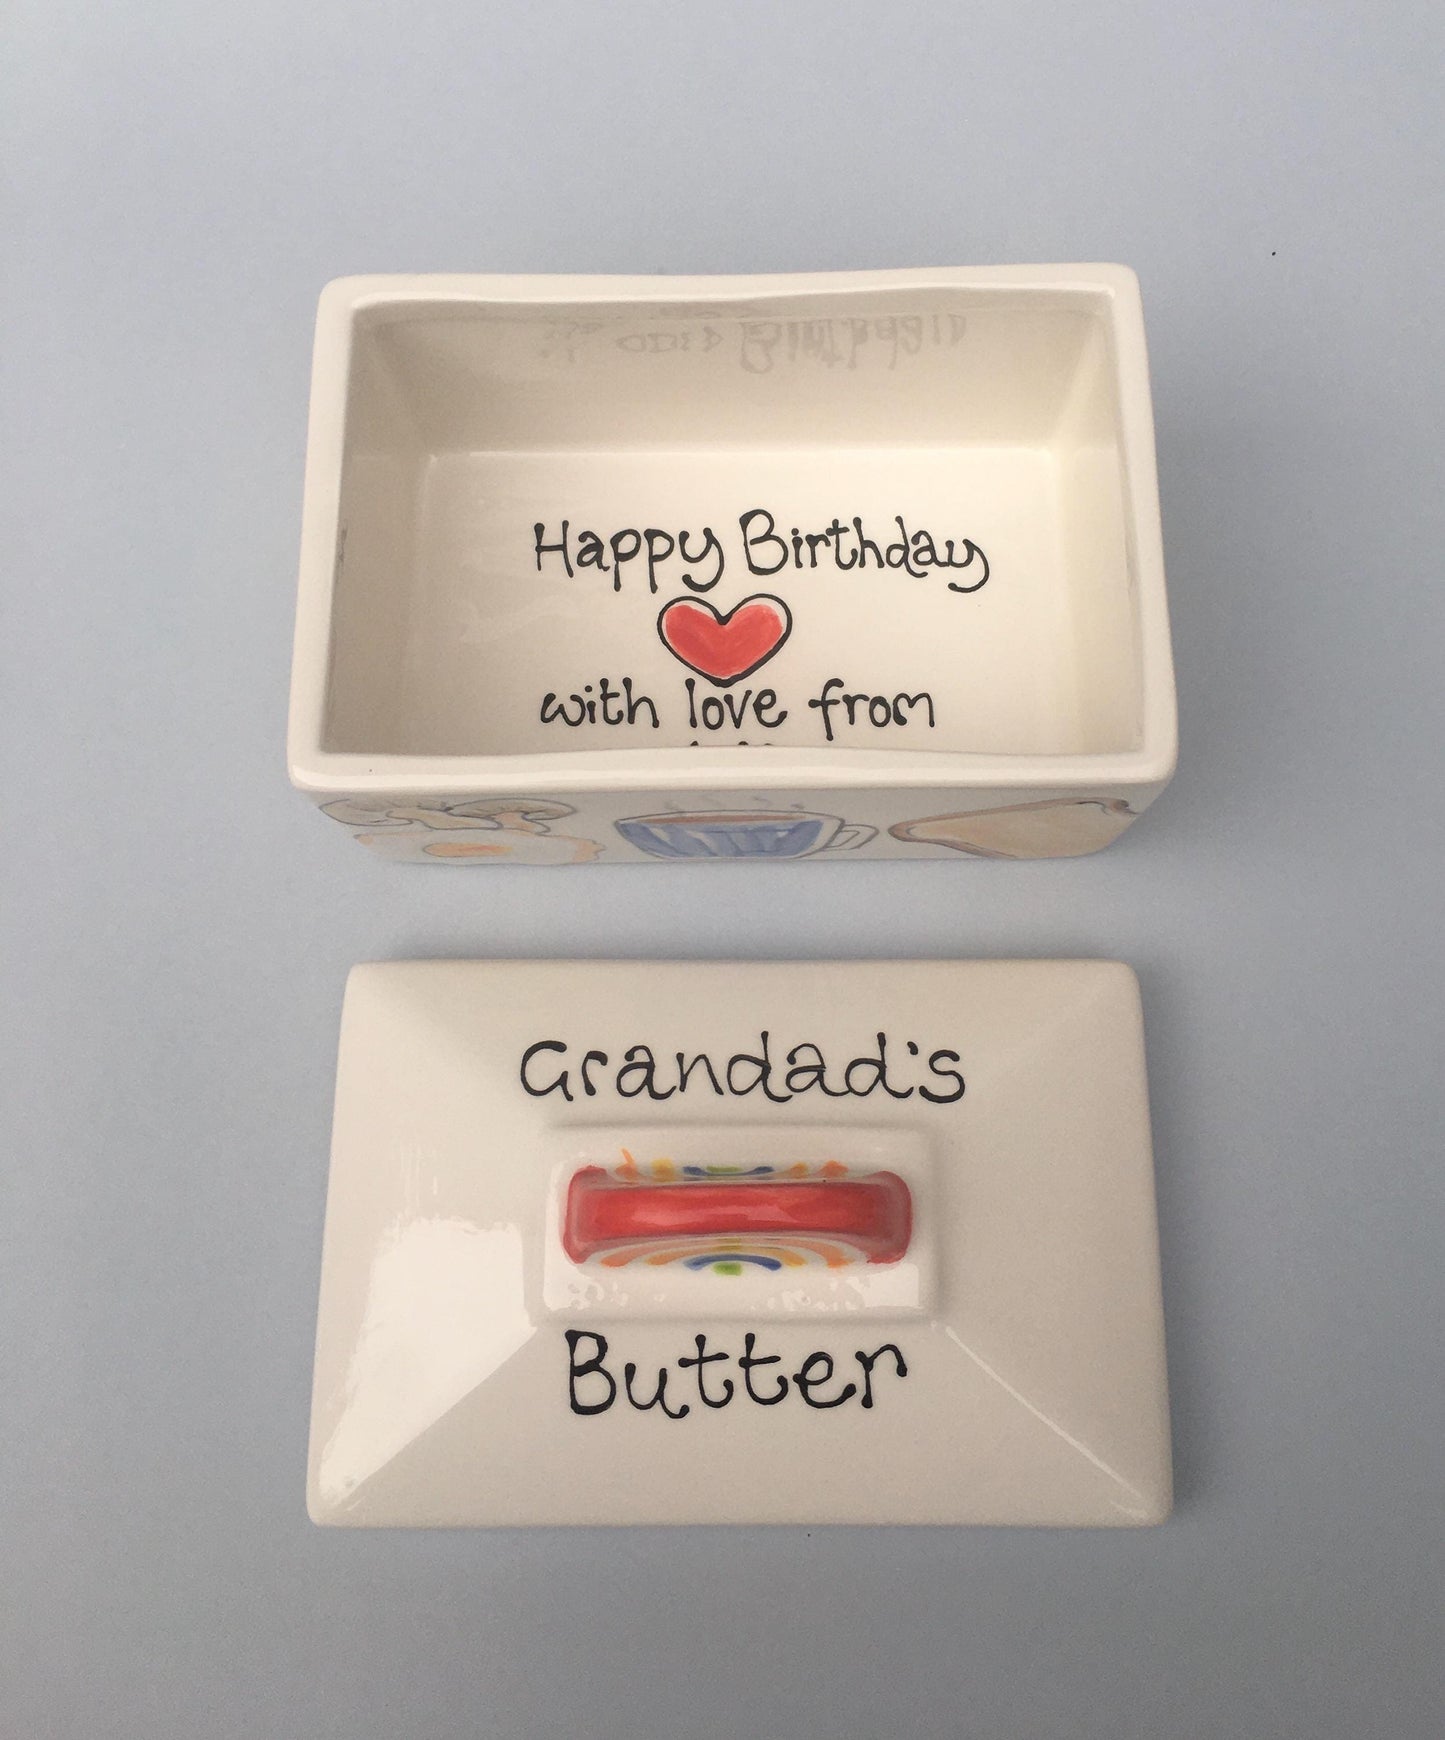 Happy Birthday
with love from
Grandad's
Butter